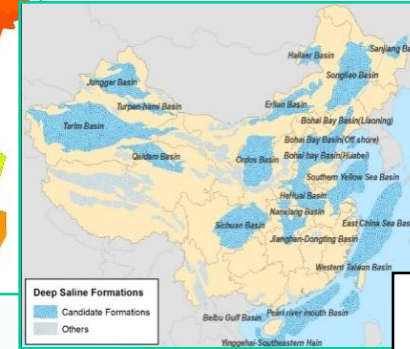 Hailaer Basin
Sanjiang Basin
Songliao Basin
Jungger Basin
Erlian Basin
Turpan-hami Basin
Bohai Bay Basin(Liaoning)
Tarim Basin
Bohai Bay Basin(Off shore)
Qaidam Basin
Ordos Basin
Bohai bay Basin(Huabei)
Southern Yellow Sea Basin
HeHuai Basin
Nanxiang Basin
Sichuan Basin
East China Sea Basi
Jianghan-Dongting Basin
Western Taiwan Basin
Deep Saline Formations
Candidate Formations
Others
Beibu Gulf Basin
Pearl river mouth Basin
Yinggehai-Southeastern Hain